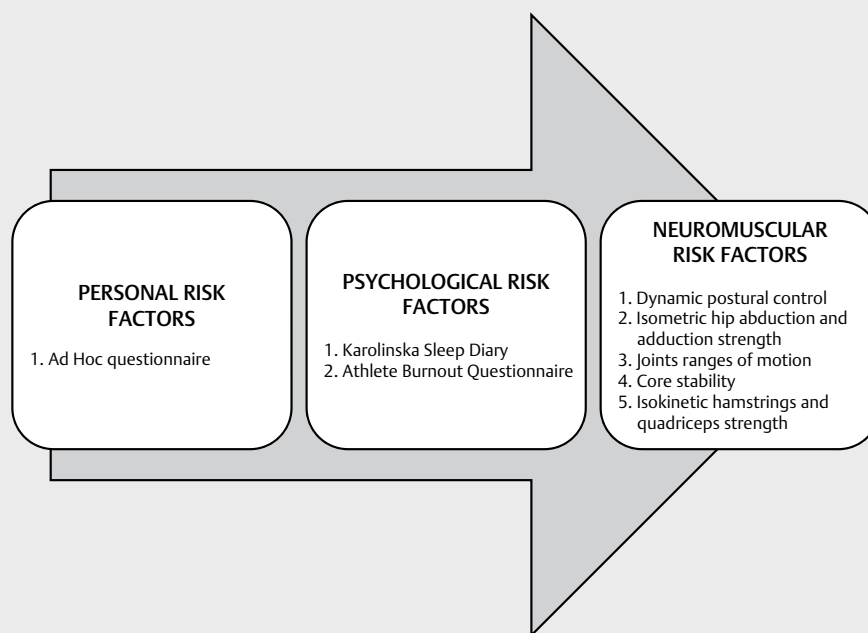 PERSONAL RISK
FACTORS
1. Ad Hoc questionnaire
PSYCHOLOGICAL RISK
FACTORS
1. Karolinska Sleep Diary
2. Athlete Burnout Questionnaire
NEUROMUSCULAR
RISK FACTORS
1. Dynamic postural control
2. Isometric hip abduction and
adduction strength
3. Joints ranges of motion
4. Core stability
5. Isokinetic hamstrings and
quadriceps strength